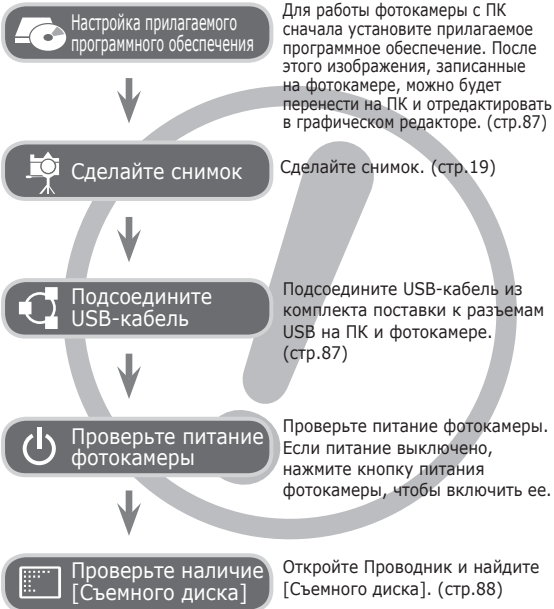 Настройка прилагаемого
программного обеспечения
Для работы фотокамеры с ПК
сначала установите прилагаемое
программное обеспечение. После
этого изображения, записанные
на фотокамере, можно будет
перенести на ПК и отредактировать
в графическом редакторе. (стр.87)
Сделайте снимок
Сделайте снимок. (стр.19)
Подсоедините
USB-кабель
Подсоедините USB-кабель из
комплекта поставки к разъемам
USB на ПК и фотокамере.
(стр.87)
Проверьте питание
фотокамеры
Проверьте питание фотокамеры.
Если питание выключено,
нажмите кнопку питания
фотокамеры, чтобы включить ее.
Проверьте наличие
[Съемного диска]
Откройте Проводник и найдите
[Съемного диска]. (стр.88)